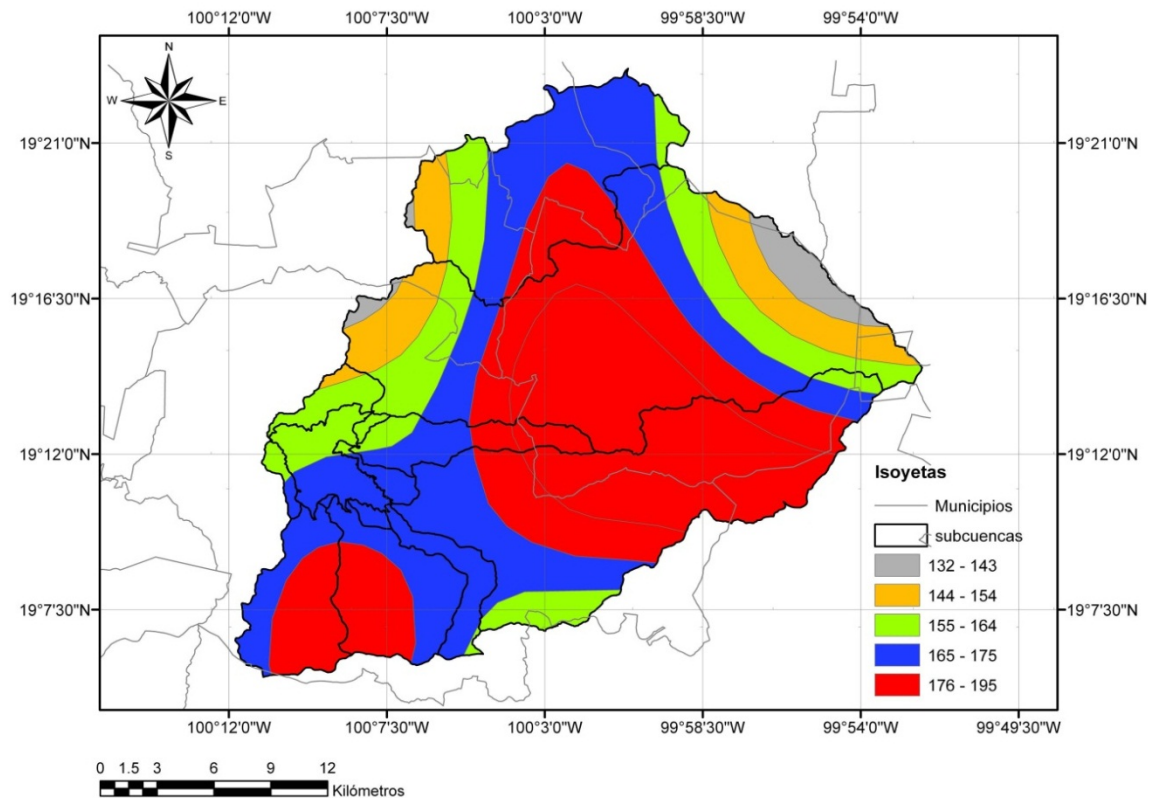 100°12'0"W 100°7'30"W 100°3'0"W 99°58'30"W 99°54'0"W
N
W E
S
19°21'0"N 19°21'0"N
19°16'30"N 19°16'30"N
19°12'0"N 19°12'0"N
Isoyetas
Municipios
subcuencas
132 - 143
144 - 154
19°7'30"N 19°7'30"N
155 - 164
165 - 175
176 - 195
100°12'0"W 100°7'30"W 100°3'0"W 99°58'30"W 99°54'0"W 99°49'30"W
0 1.5 3 6 9 12
Kilómetros